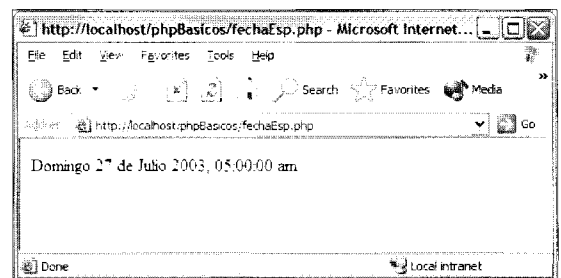 http://localhost/phpBasicos/fechaEsp.php - Microsoft Internet...
File Edit View Favorites Tools Help
Back Search Favorites Media »
Address http://localhost/phpBasicos/fechaEsp.php Go
Domingo 27 de Julio 2003, 05:00:00 am
Done Local intranet